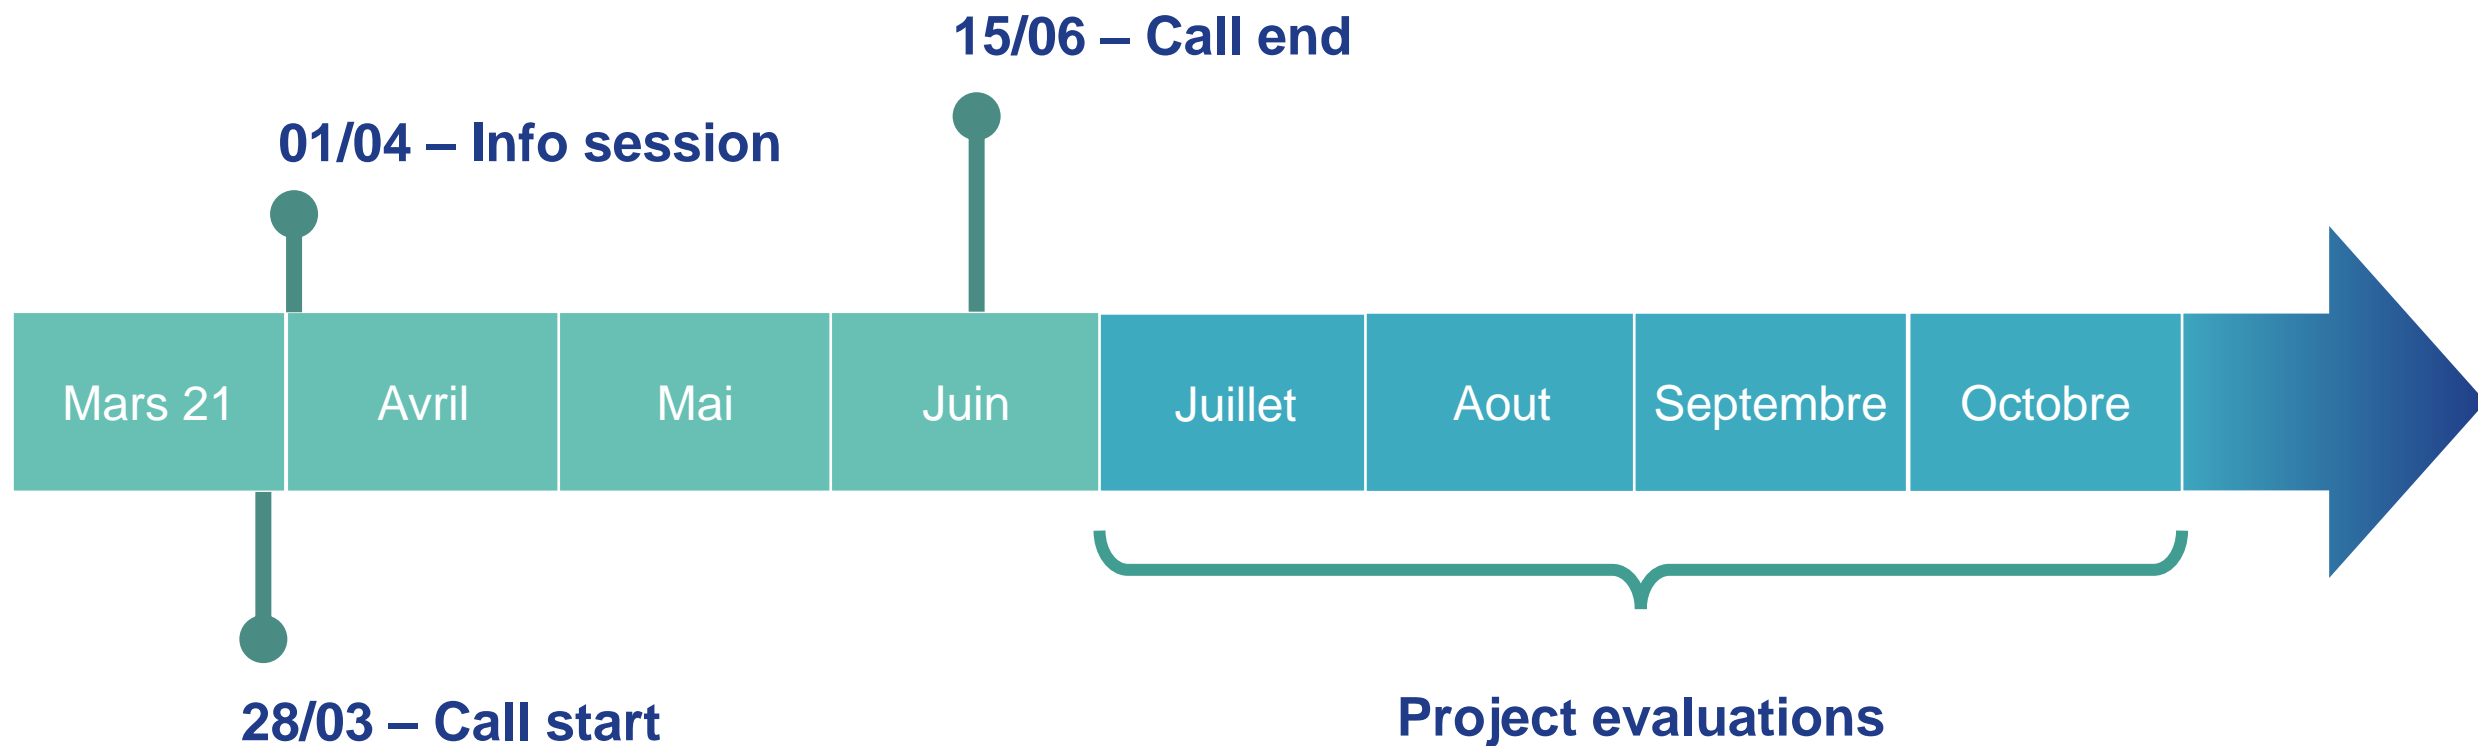 15/06 – Call end
01/04 – Info session
Mars 21
Avril
Mai
Juin
Juillet
Aout
Septembre
Octobre
28/03 – Call start
Project evaluations